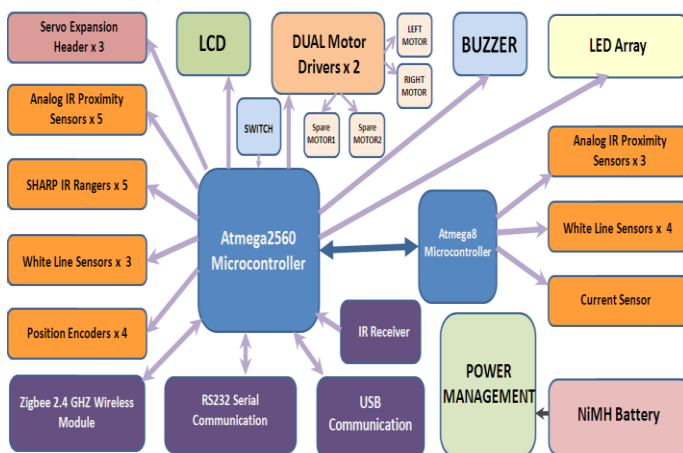 Servo Expansion
Header x 3
LCD
DUAL Motor
Drivers x 2
LEFT
MOTOR
RIGHT
MOTOR
BUZZER
LED Array
Analog IR Proximity
Sensors x 5
SWITCH
Spare
MOTOR1
Spare
MOTOR2
Analog IR Proximity
Sensors x 3
SHARP IR Rangers x 5
Atmega2560
Microcontroller
Atmega8
Microcontroller
White Line Sensors x 4
White Line Sensors x 3
Current Sensor
Position Encoders x 4
IR Receiver
POWER
MANAGEMENT
Zigbee 2.4 GHZ Wireless
Module
RS232 Serial
Communication
USB
Communication
NiMH Battery